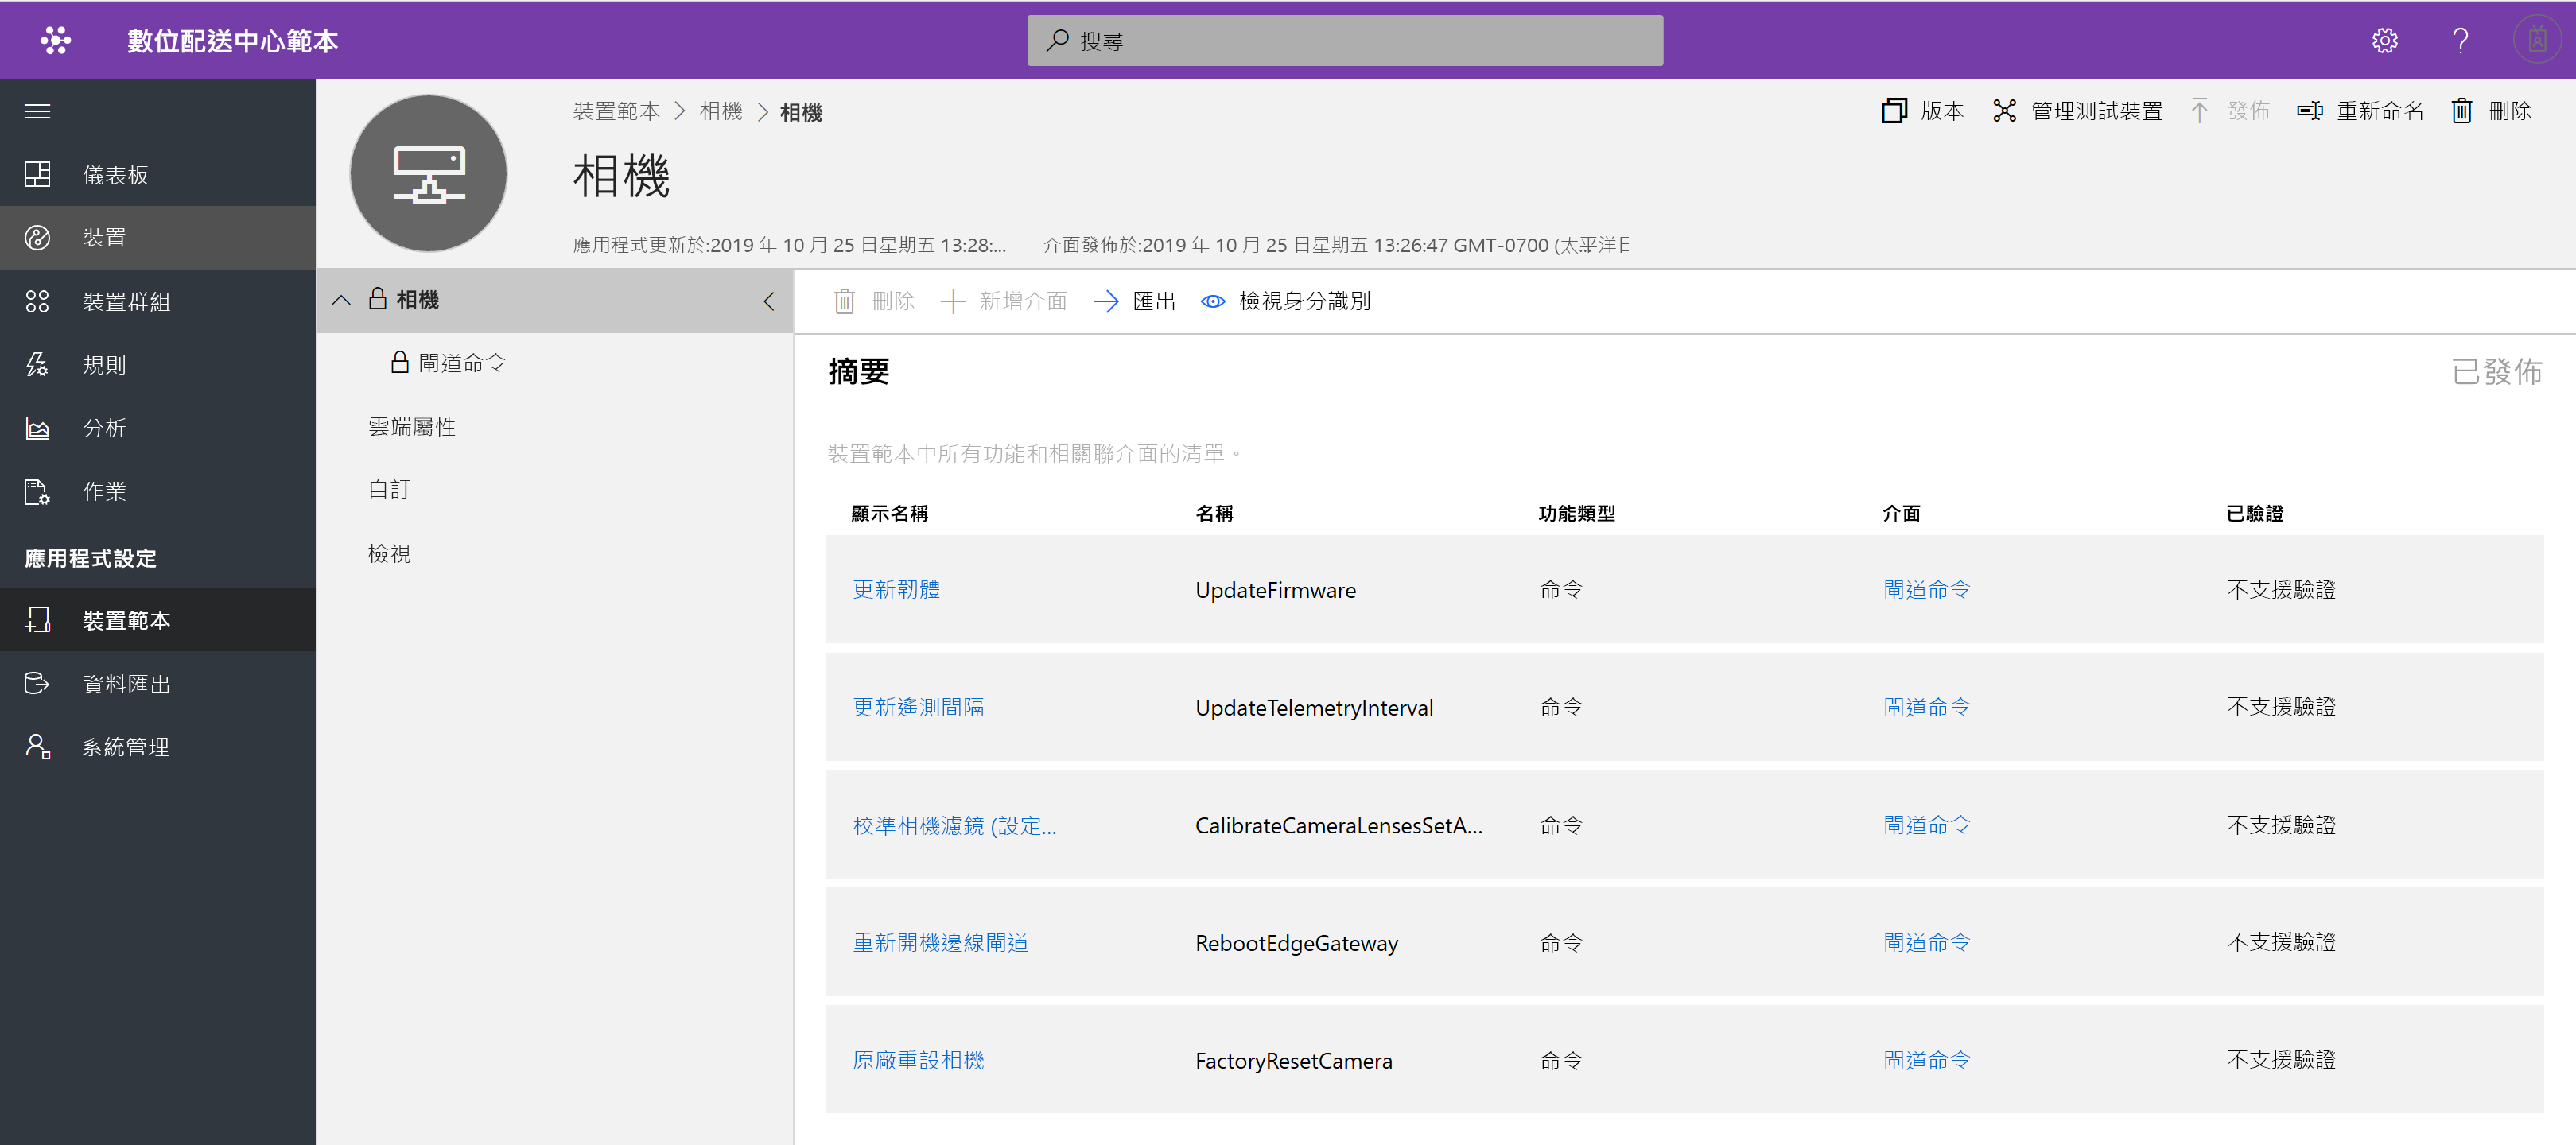 數位配送中心範本
搜尋
儀表板
裝置
裝置群組
規則
分析
作業
應用程式設定
裝置範本
資料匯出
系統管理
裝置範本 > 相機 > 相機
版本 管理測試裝置 發佈 重新命名 刪除
相機
應用程式更新於:2019 年 10 月 25 日星期五 13:28:... 介面發佈於:2019 年 10 月 25 日星期五 13:26:47 GMT-0700 (太平洋日
相機
閘道命令
雲端屬性
自訂
檢視
刪除 新增介面 匯出 檢視身分識別
摘要 已發佈
裝置範本中所有功能和相關聯介面的清單。
顯示名稱 名稱 功能類型 介面 已驗證
更新韌體 UpdateFirmware 命令 閘道命令 不支援驗證
更新遙測間隔 UpdateTelemetryInterval 命令 閘道命令 不支援驗證
校準相機濾鏡 (設定... CalibrateCameraLensesSetA... 命令 閘道命令 不支援驗證
重新開機邊線閘道 RebootEdgeGateway 命令 閘道命令 不支援驗證
原廠重設相機 FactoryResetCamera 命令 閘道命令 不支援驗證